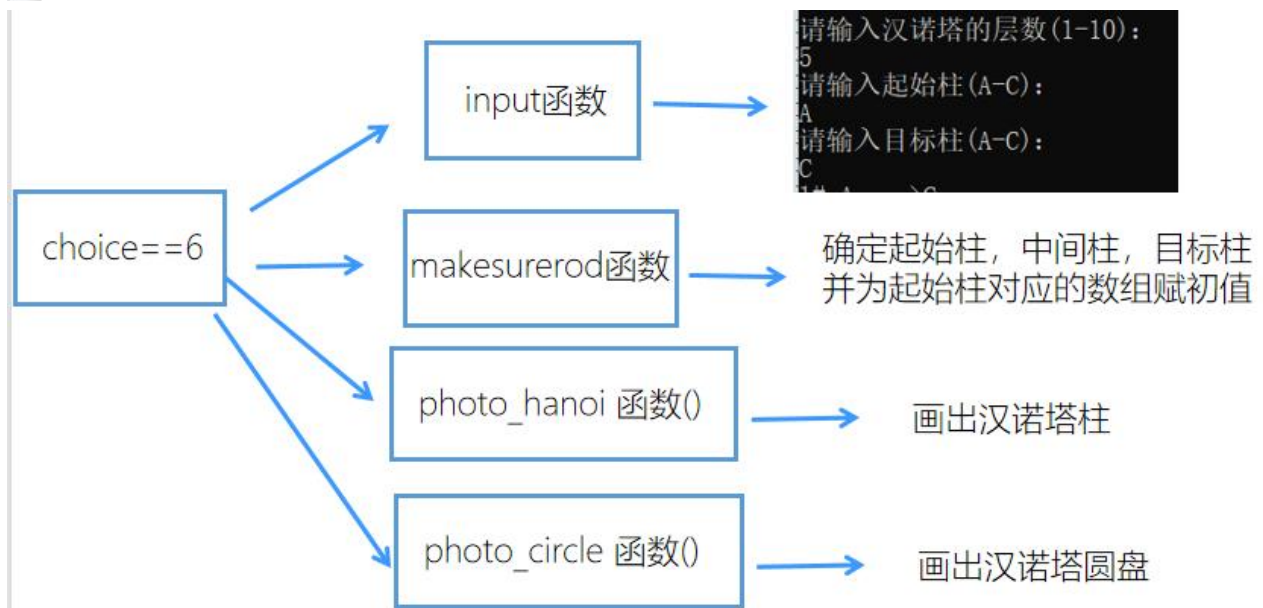 请输入汉诺塔的层数(1-10):
5
请输入起始柱(A-C):
A
请输入目标柱(A-C):
C
input函数
choice==6
makesurerod函数
确定起始柱，中间柱，目标柱
并为起始柱对应的数组赋初值
photo_hanoi 函数()
画出汉诺塔柱
photo_circle 函数()
画出汉诺塔圆盘